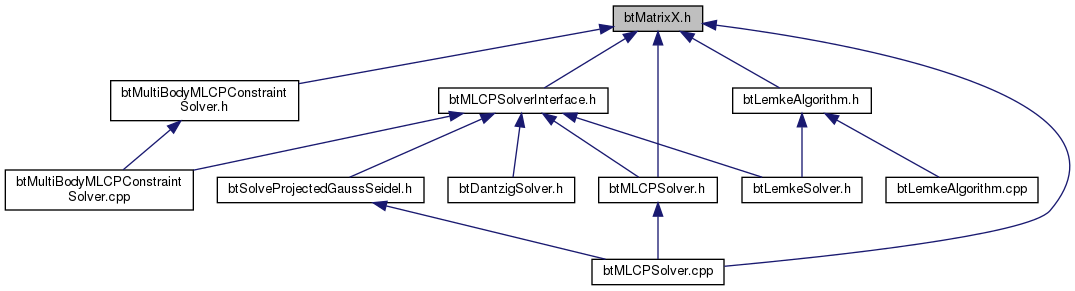 btMatrixX.h
btMultiBodyMLCPConstraint
Solver.h
btMLCPSolverInterface.h
btLemkeAlgorithm.h
btMultiBodyMLCPConstraint
Solver.cpp
btSolveProjectedGaussSeidel.h
btDantzigSolver.h
btMLCPSolver.h
btLemkeSolver.h
btLemkeAlgorithm.cpp
btMLCPSolver.cpp